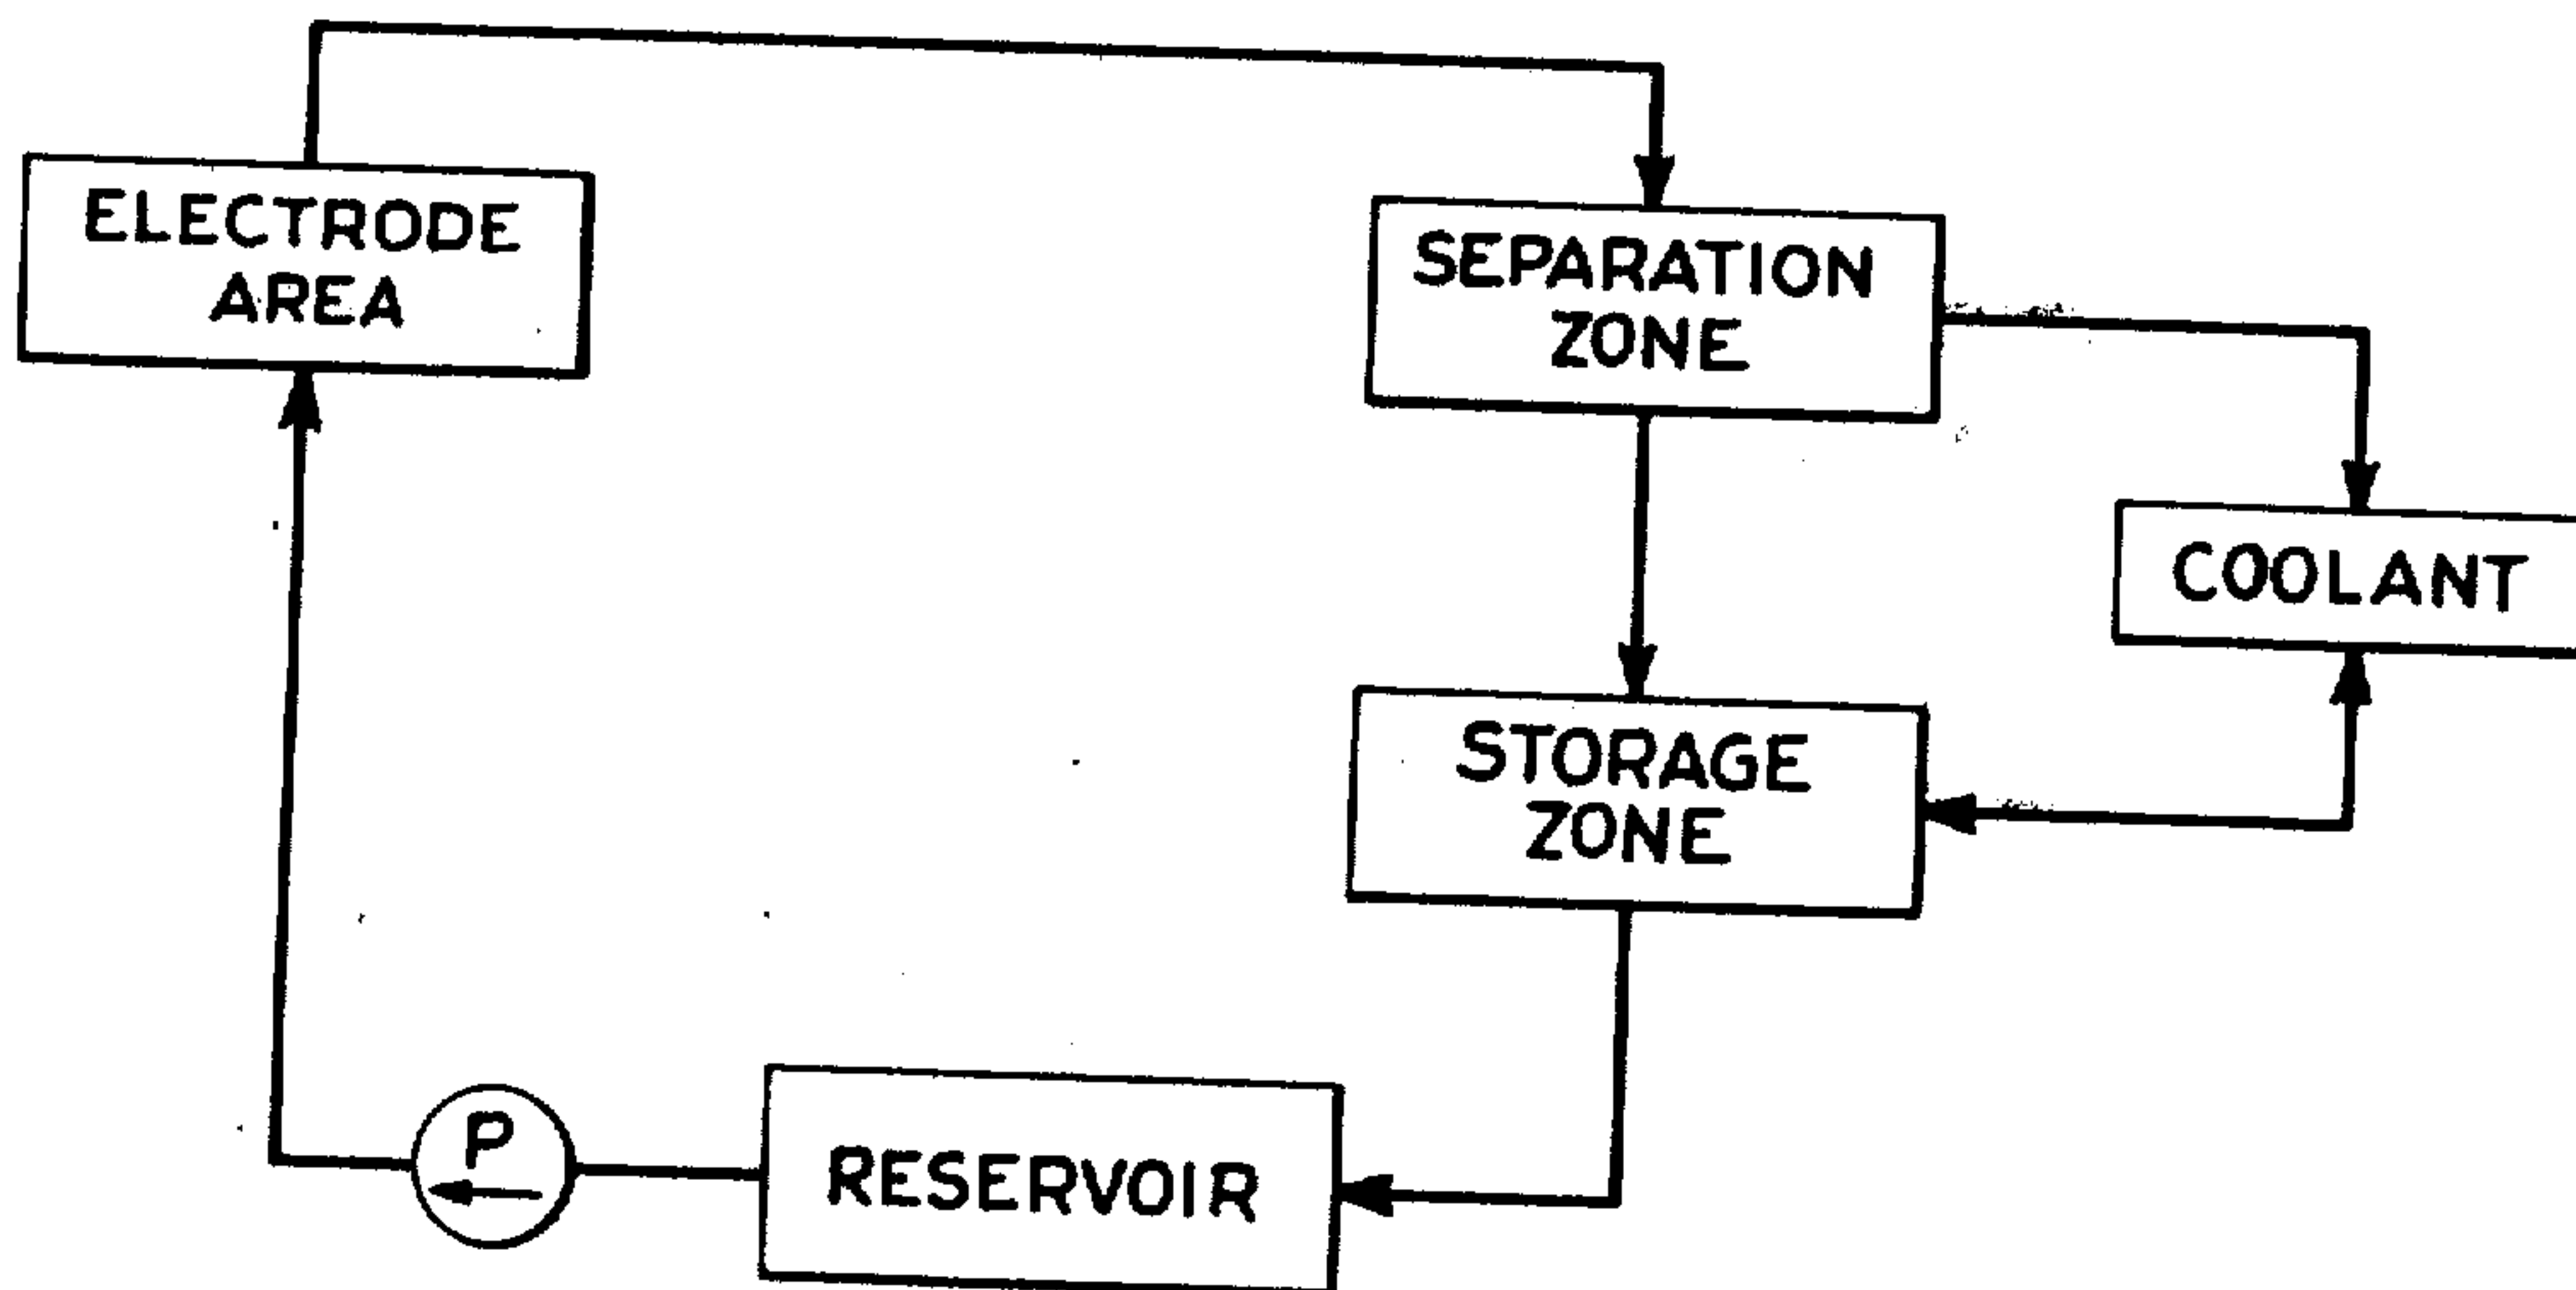 ELECTRODE
AREA
SEPARATION
ZONE
COOLANT
STORAGE
ZONE
P
RESERVOIR